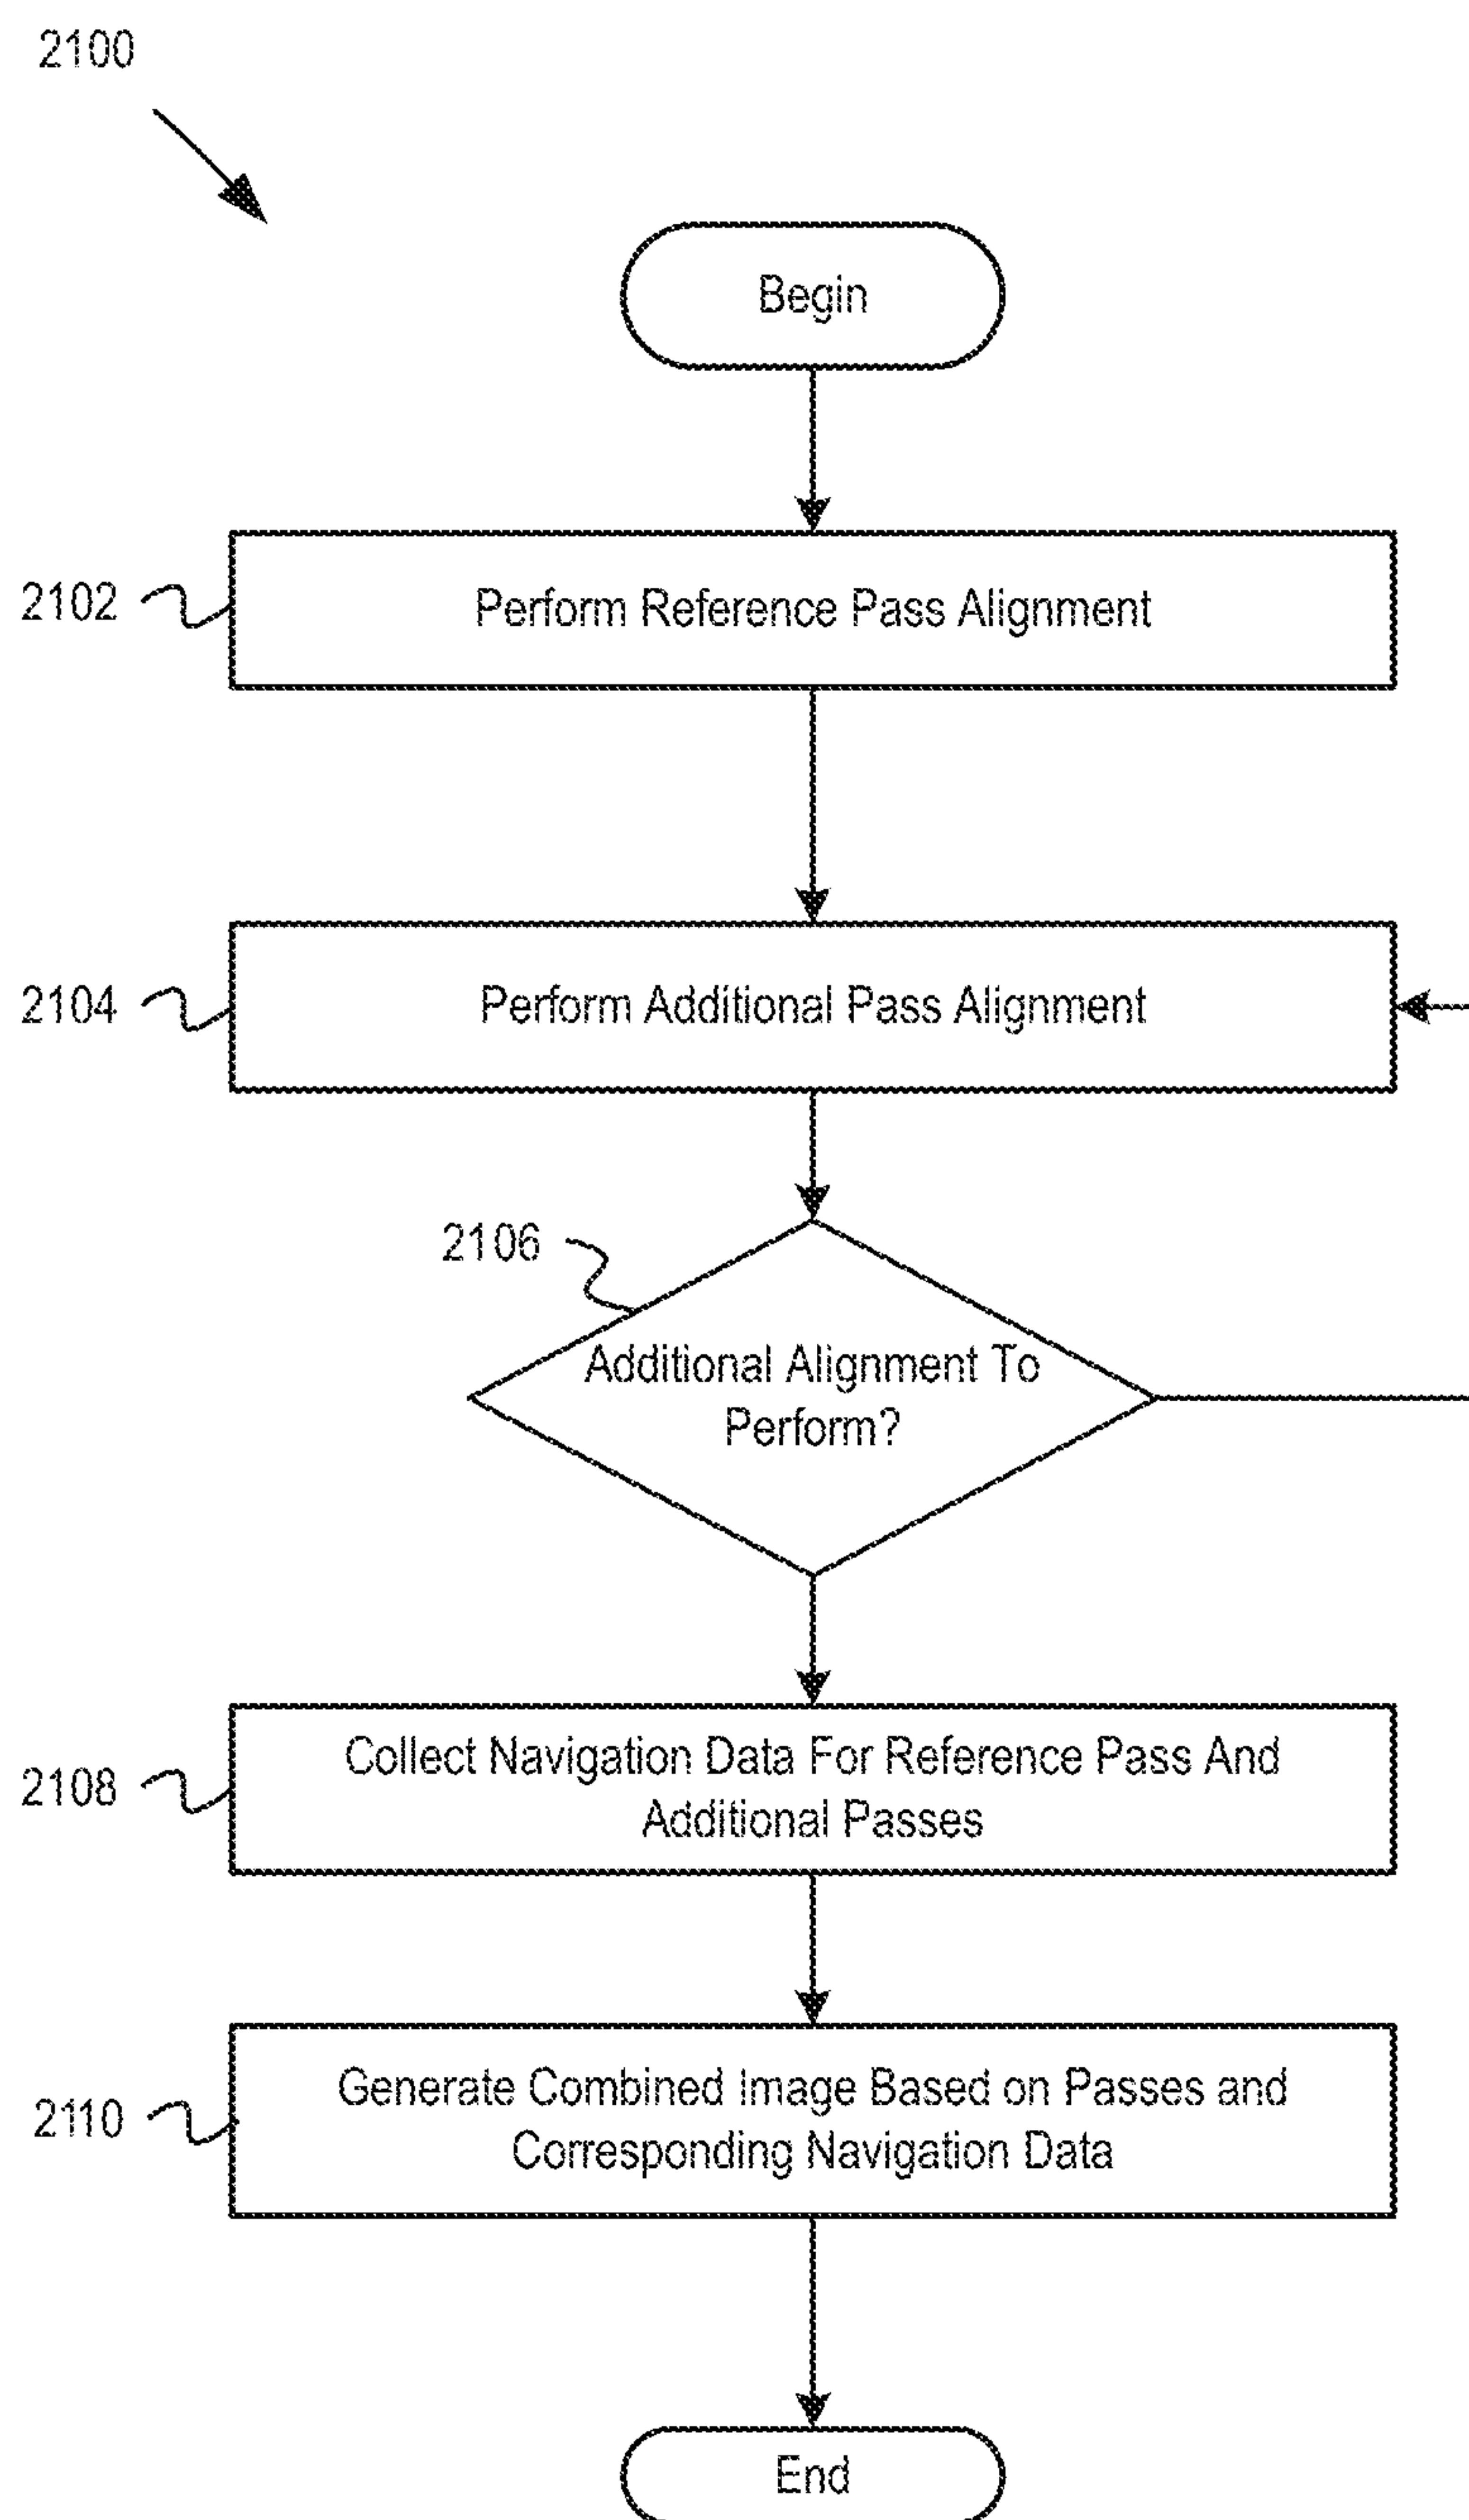 2100
Begin
2102
Perform Reference Pass Alignment
2104
Perform Additional Pass Alignment
2106
Additional Alignment To
Perform?
2108
Collect Navigation Data For Reference Pass And
Additional Passes
2110
Generate Combined Image Based on Passes and
Corresponding Navigation Data
End